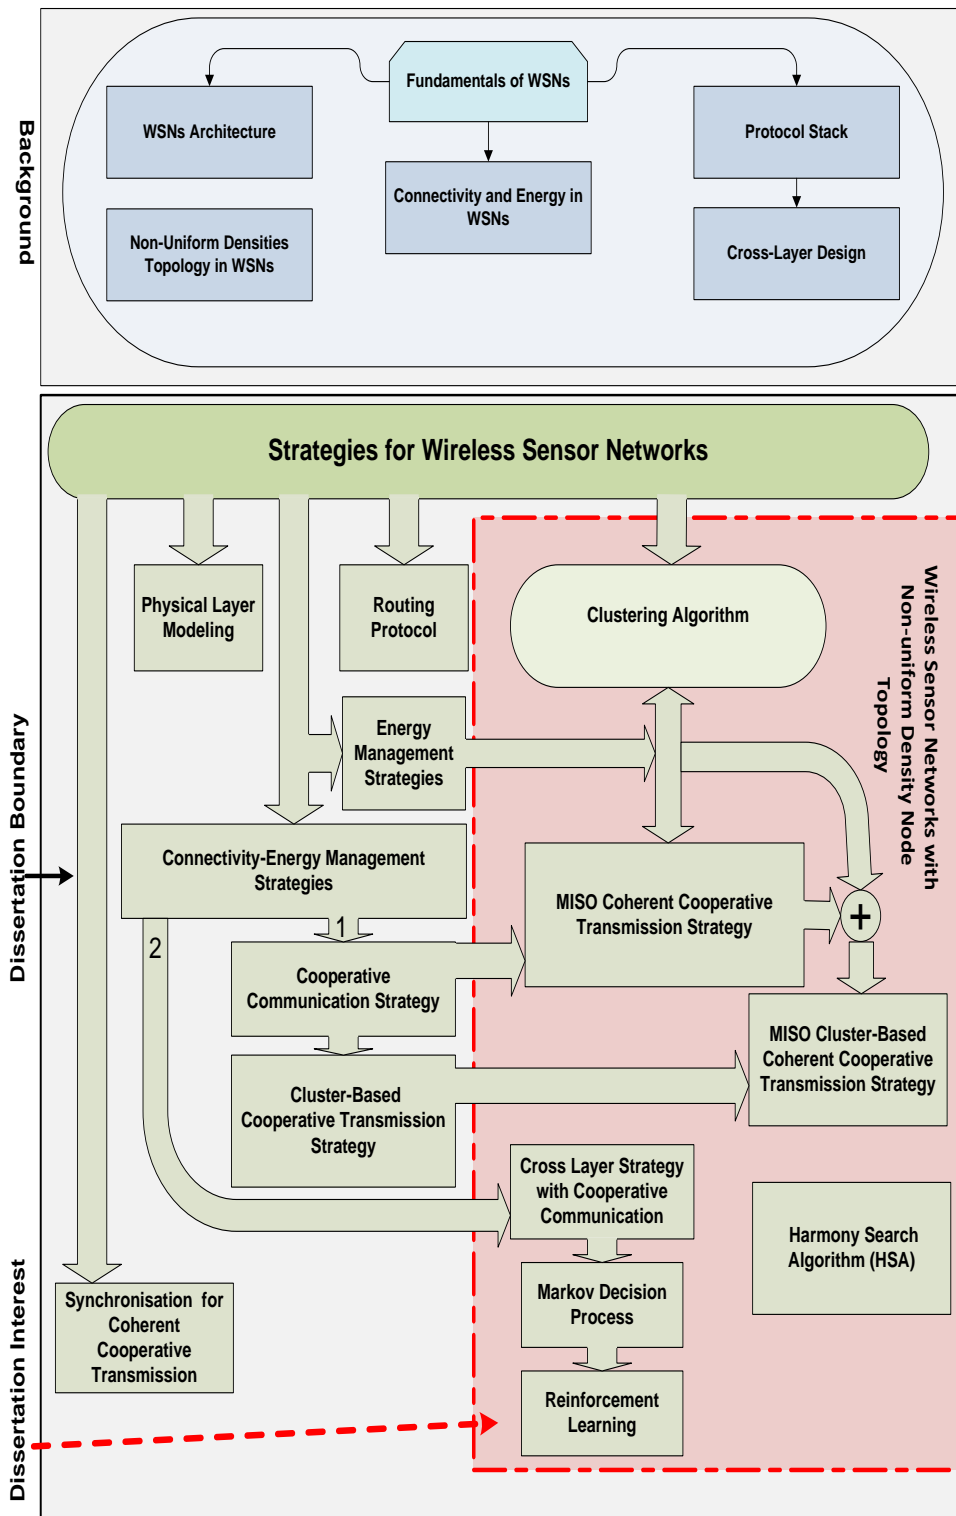 Background
Fundamentals of WSNs
WSNs Architecture
Protocol Stack
Connectivity and Energy in
WSNs
Non-Uniform Densities
Topology in WSNs
Cross-Layer Design
Dissertation Boundary
Dissertation Interest
Strategies for Wireless Sensor Networks
Wireless Sensor Networks with
Non-uniform Density Node
Topology
Physical Layer
Modeling
Routing
Protocol
Clustering Algorithm
Energy
Management
Strategies
Connectivity-Energy Management
Strategies
1
2
MISO Coherent Cooperative
Transmission Strategy
+
Cooperative
Communication Strategy
MISO Cluster-Based
Coherent Cooperative
Transmission Strategy
Cluster-Based
Cooperative Transmission
Strategy
Cross Layer Strategy
with Cooperative
Communication
Harmony Search
Algorithm (HSA)
Markov Decision
Process
Synchronisation for
Coherent
Cooperative
Transmission
Reinforcement
Learning